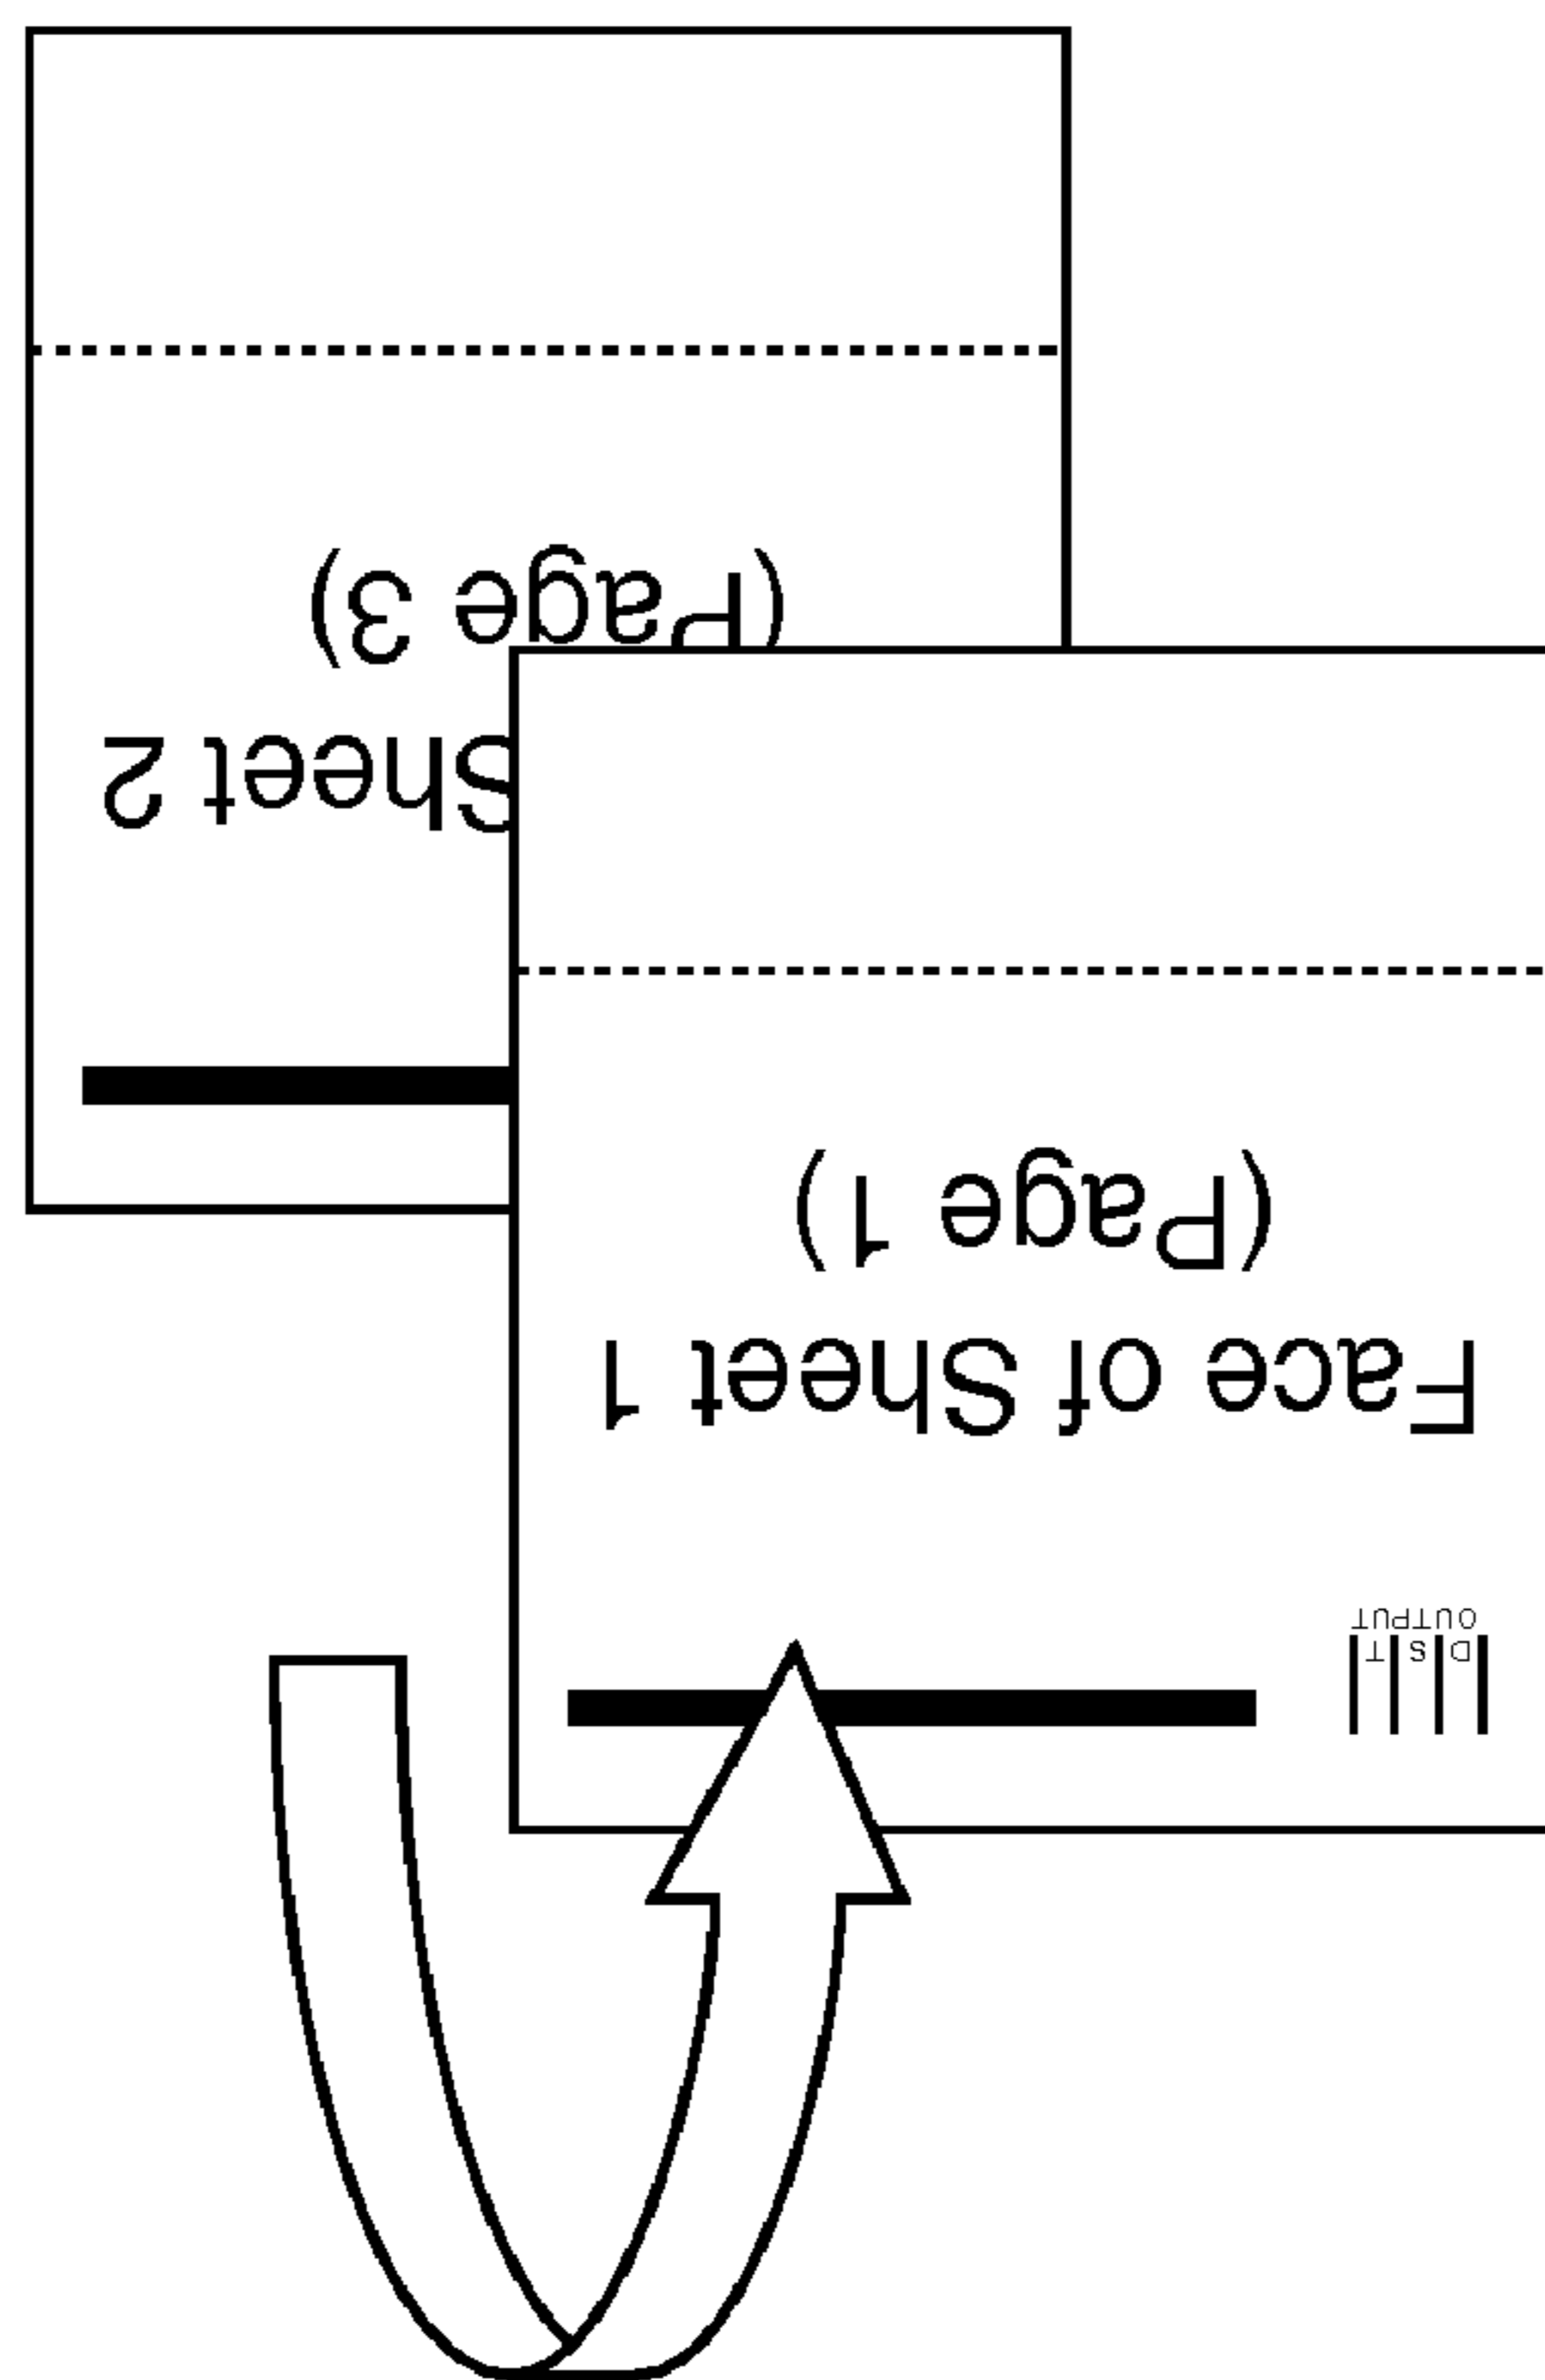 D S T
OUTPUT
Face of Sheet 1
(Page 1)
Sheet 2
(Page 3)